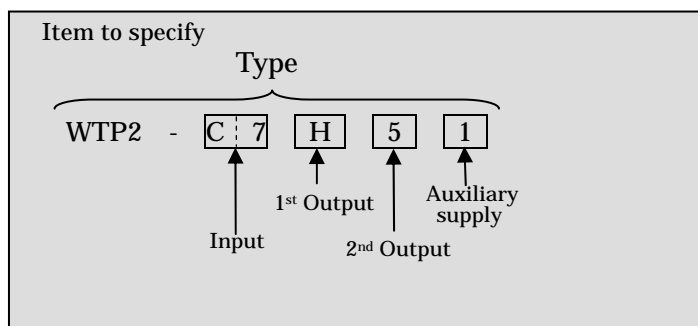 Item to specify
Type
WTP2 - C 7 H 5 1
1st Output
Auxiliary
supply
Input
2nd Output